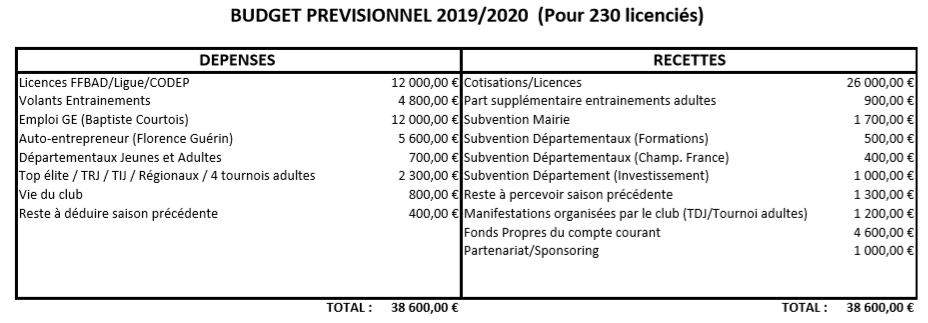 BUDGET PREVISIONNEL 2019/2020 (Pour 230 licenciés)
DEPENSES RECETTES
Licences FFBAD/Ligue/CODEP 12 000,00 € Cotisations/Licences 26 000,00 €
Volants Entrainements 4 800,00 € Part supplémentaire entrainements adultes 900,00 €
Emploi GE (Baptiste Courtois) 12 000,00 € Subvention Mairie 1 700,00 €
Auto-entrepreneur (Florence Guérin) 5 600,00 € Subvention Départementaux (Formations) 500,00 €
Départementaux Jeunes et Adultes 700,00 € Subvention Départementaux (Champ. France) 400,00 €
Top élite / TRJ / TIJ / Régionaux / 4 tournois adultes 2 300,00 € Subvention Département (Investissement) 1 000,00 €
Vie du club 800,00 € Reste à percevoir saison précédente 1 300,00 €
Reste à déduire saison précédente 400,00 € Manifestations organisées par le club (TDJ/Tournoi adultes) 1 200,00 €
Fonds Propres du compte courant 4 600,00 €
Partenariat/Sponsoring 1 000,00 €
TOTAL : 38 600,00 € TOTAL : 38 600,00 €